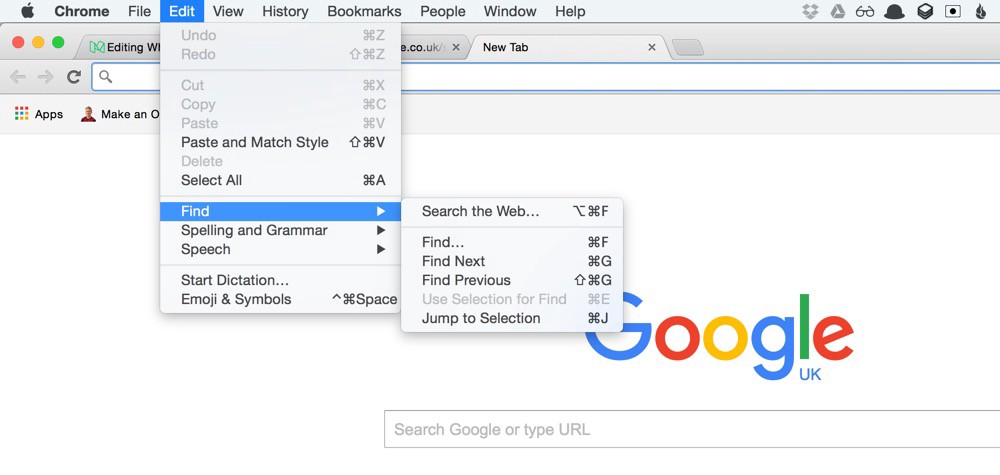 Chrome File Edit View History Bookmarks People Window Help
Editing Wh
e.co.uk/
New Tab
Apps
Make an O
Undo ⌘Z
Redo ⇧⌘Z
Cut ⌘X
Copy ⌘C
Paste ⌘V
Paste and Match Style ⇧⌘V
Delete
Select All ⌘A
Find ▶
Spelling and Grammar ▶
Speech ▶
Start Dictation…
Emoji & Symbols ^⌘Space
Search the Web… ⌥⌘F
Find… ⌘F
Find Next ⌘G
Find Previous ⇧⌘G
Use Selection for Find ⌘E
Jump to Selection ⌘J
Google
UK
Search Google or type URL